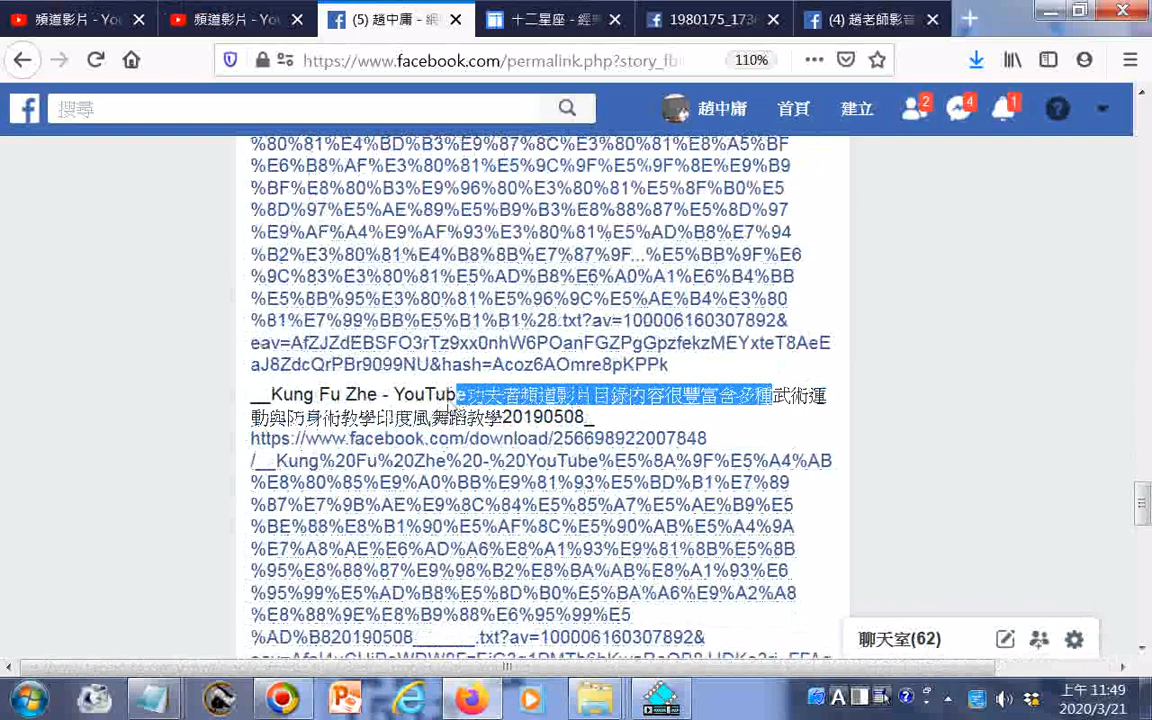 頻道影片 - You
頻道影片 - You
(5) 趙中庸 - 網
十二星座 - 經
1980175_173
(4) 趙老師影音
https://www.facebook.com/permalink.php?story_fb
110%
搜尋
趙中庸
首頁
建立
2
4
1
%80%81%E4%BD%B3%E9%87%8C%E3%80%81%E8%A5%BF
%E6%B8%AF%E3%80%81%E5%9C%9F%E5%9F%8E%E9%B9
%BF%E8%80%B3%E9%96%80%E3%80%81%E5%8F%B0%E5
%8D%97%E5%AE%89%E5%B9%B3%E8%88%87%E5%8D%97
%E9%AF%A4%E9%AF%93%E3%80%81%E5%AD%B8%E7%94
%B2%E3%80%81%E4%B8%8B%E7%87%9F...%E5%BB%9F%E6
%9C%83%E3%80%81%E5%AD%B8%E6%A0%A1%E6%B4%BB
%E5%8B%95%E3%80%81%E5%96%9C%E5%AE%B4%E3%80
%81%E7%99%BB%E5%B1%B1%28.txt?av=100006160307892&
eav=AfZJZdEBSFO3rTz9xx0nhW6POanFGZPgGpzfekzMEYxteT8AeE
aJ8ZdcQrPBr9099NU&hash=Acoz6AOmre8pKPPk
__Kung Fu Zhe - YouTube功夫者頻道影片目錄內容很豐富含多種武術運
動與防身術教學印度風舞蹈教學20190508_
https://www.facebook.com/download/256698922007848
/__Kung%20Fu%20Zhe%20-%20YouTube%E5%8A%9F%E5%A4%AB
%E8%80%85%E9%A0%BB%E9%81%93%E5%BD%B1%E7%89
%87%E7%9B%AE%E9%8C%84%E5%85%A7%E5%AE%B9%E5
%BE%88%E8%B1%90%E5%AF%8C%E5%90%AB%E5%A4%9A
%E7%A8%AE%E6%AD%A6%E8%A1%93%E9%81%8B%E5%8B
%95%E8%88%87%E9%98%B2%E8%BA%AB%E8%A1%93%E6
%95%99%E5%AD%B8%E5%8D%B0%E5%BA%A6%E9%A2%A8
%E8%88%9E%E8%B9%88%E6%95%99%E5
%AD%B820190508_______.txt?av=100006160307892&
聊天室(62)
上午 11:49
2020/3/21